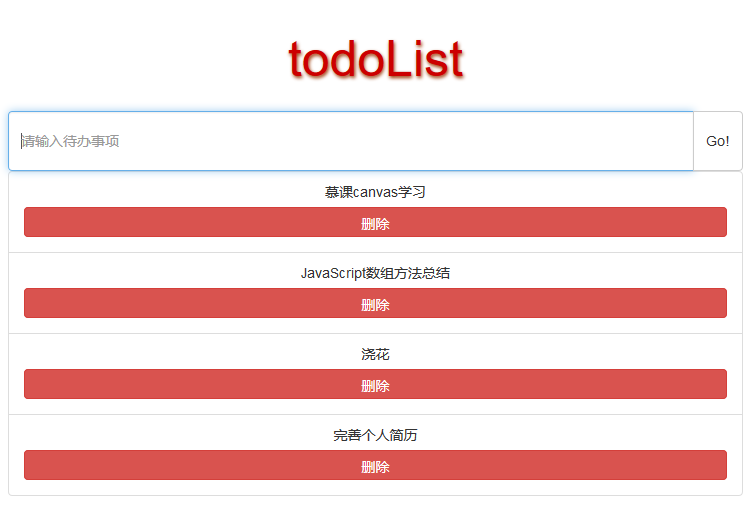 todoList
请输入待办事项
Go!
慕课canvas学习
删除
JavaScript数组方法总结
删除
浇花
删除
完善个人简历
删除